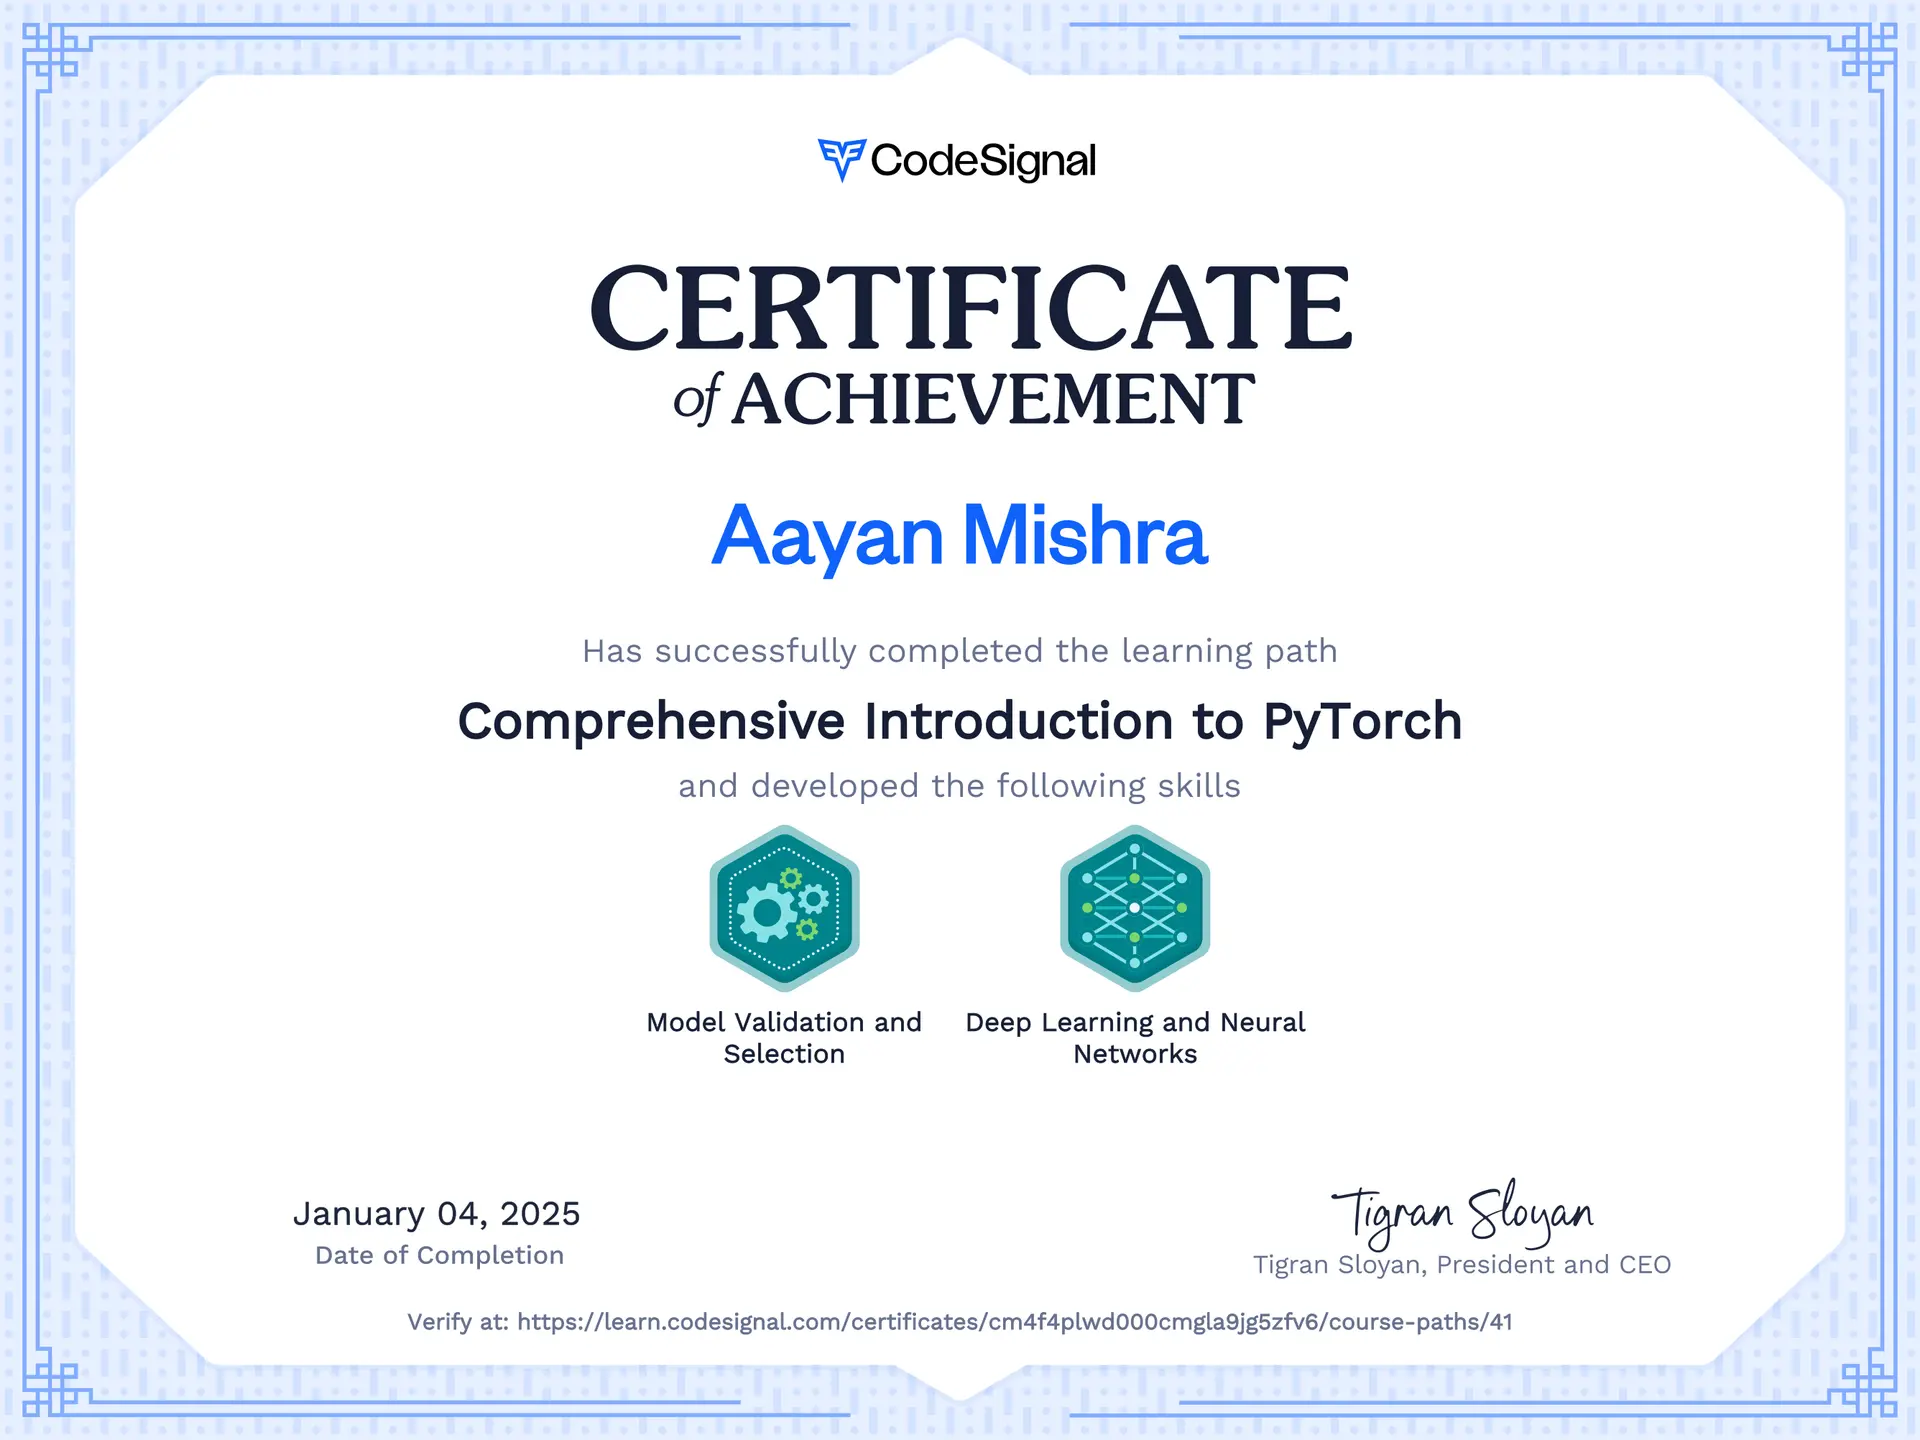 CodeSignal
CERTIFICATE
of ACHIEVEMENT
Aayan Mishra
Has successfully completed the learning path
Comprehensive Introduction to PyTorch
and developed the following skills
Model Validation and
Selection
Deep Learning and Neural
Networks
January 04, 2025
Date of Completion
Tigran Sloyan
Tigran Sloyan, President and CEO
Verify at: https://learn.codesignal.com/certificates/cm4f4plwd000cmgla9jg5zfv6/course-paths/41